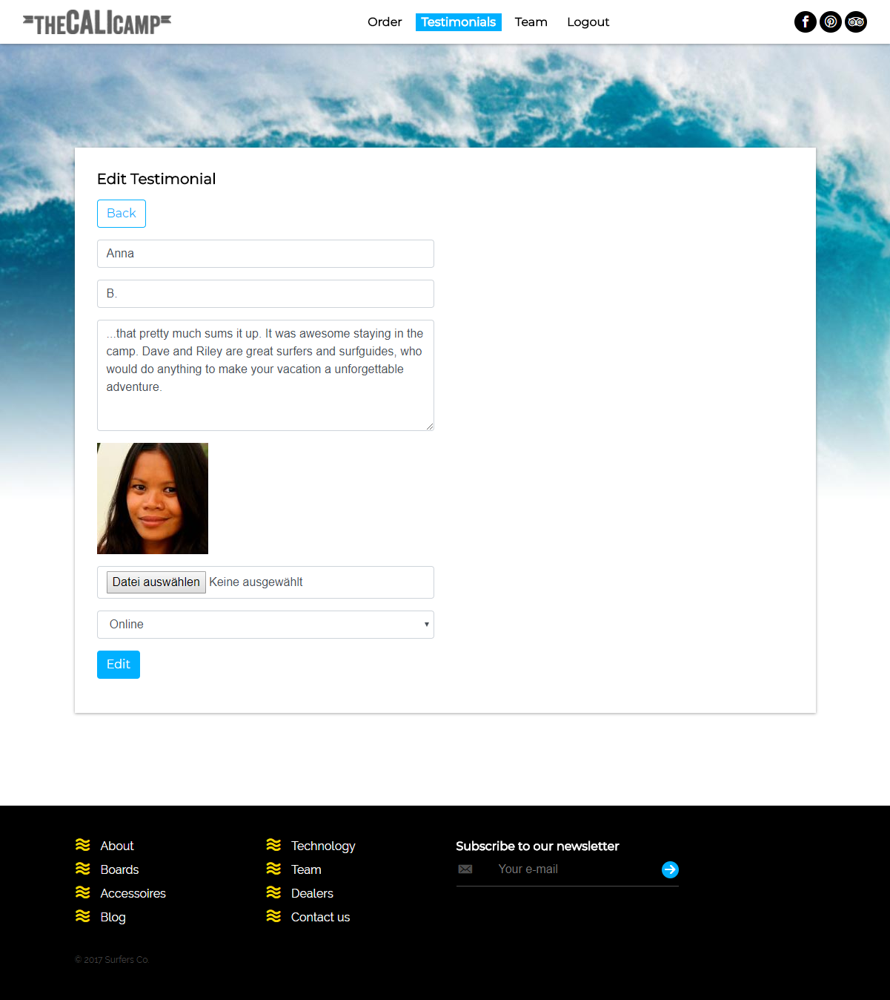 THE CALI CAMP
Order
Testimonials
Team
Logout
Edit Testimonial
Back
Anna
B.
...that pretty much sums it up. It was awesome staying in the
camp. Dave and Riley are great surfers and surfguides, who
would do anything to make your vacation a unforgettable
adventure.
Datei auswählen Keine ausgewählt
Online
Edit
About
Boards
Accessoires
Blog
Technology
Team
Dealers
Contact us
Subscribe to our newsletter
Your e-mail
© 2017 Surfers Co.